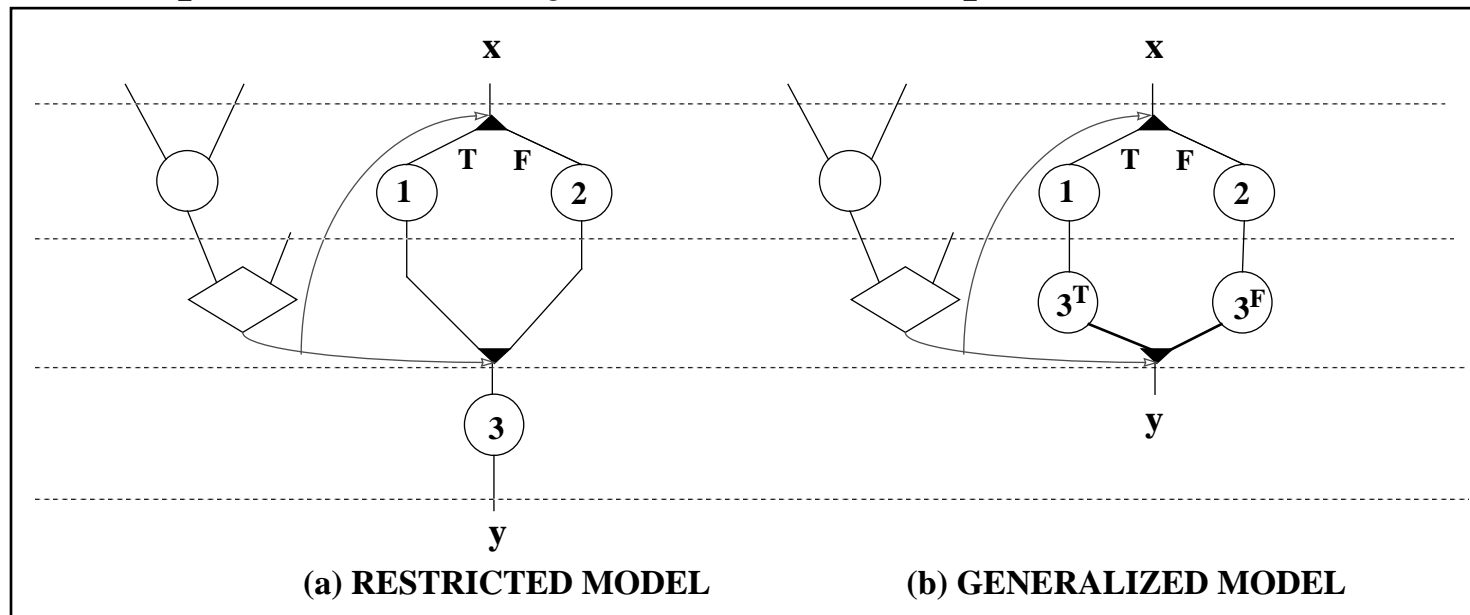 x x
T F T F
1 2 1 2
3T 3F
3 y
y
(a) RESTRICTED MODEL (b) GENERALIZED MODEL